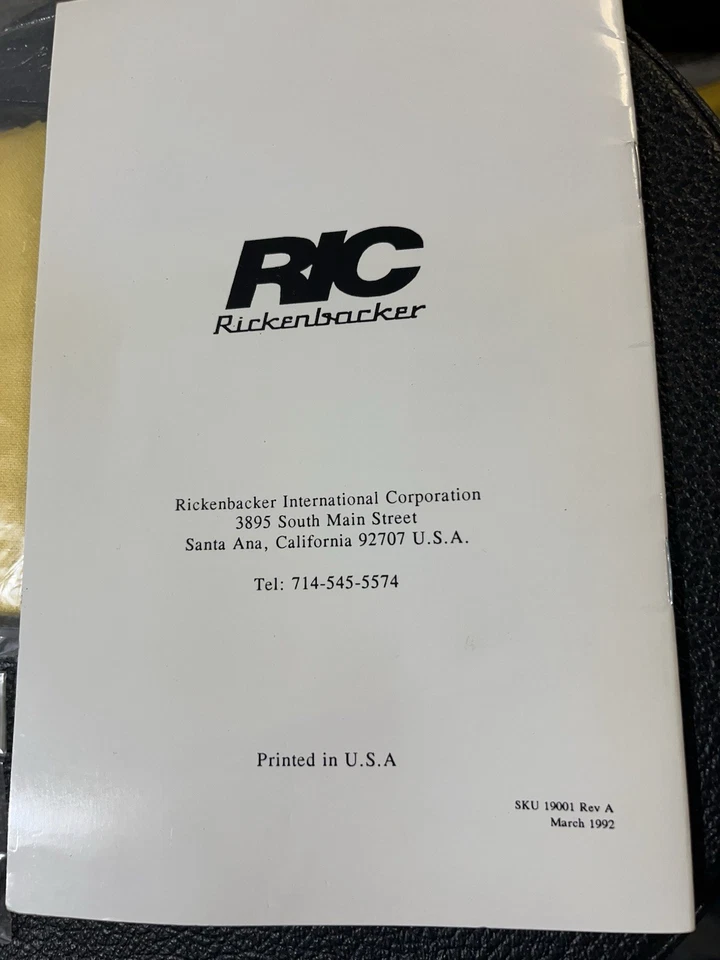 RIC
Rickenbacker
Rickenbacker International Corporation
3895 South Main Street
Santa Ana, California 92707 U.S.A.
Tel: 714-545-5574
Printed in U.S.A
SKU 19001 Rev A
March 1992